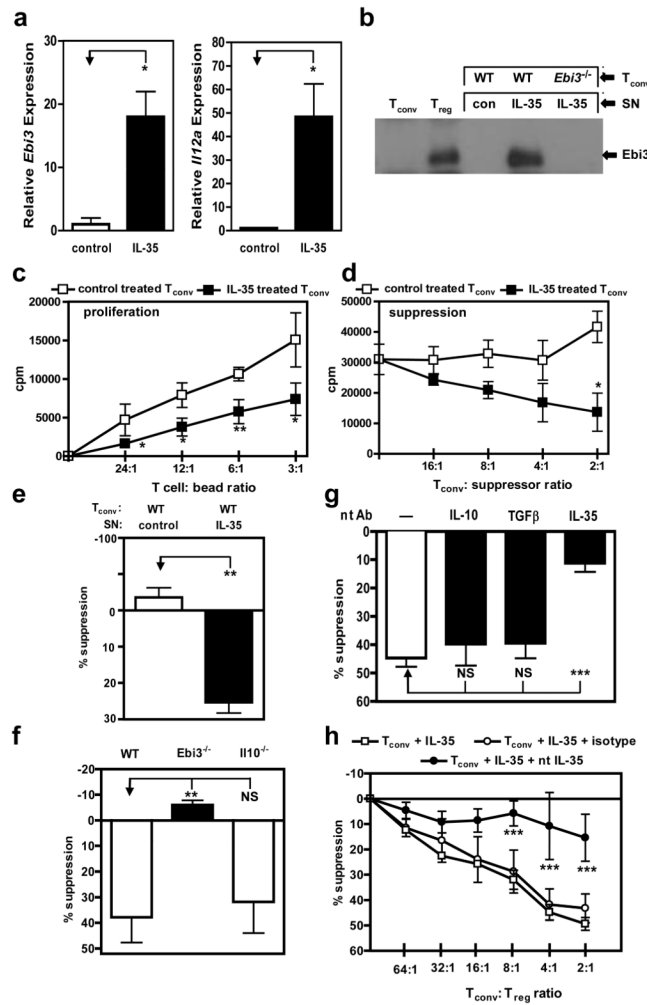 a
Relative Ebi3 Expression
30
20
10
0
*
control IL-35
Relative Il12a Expression
80
70
60
50
40
30
20
10
0
*
control IL-35
b
WT WT Ebi3-/- Tconv
Tconv Treg con IL-35 IL-35 SN
Ebi3
c
control treated Tconv IL-35 treated Tconv
proliferation
cpm
20000
15000
10000
5000
0
* * ** *
24:1 12:1 6:1 3:1
T cell: bead ratio
d
control treated Tconv IL-35 treated Tconv
suppression
cpm
50000
40000
30000
20000
10000
0
*
16:1 8:1 4:1 2:1
Tconv: suppressor ratio
e
Tconv: WT WT
SN: control IL-35
% suppression
-100
0
10
20
30
**
g
nt Ab — IL-10 TGFβ IL-35
% suppression
0
10
20
30
40
50
60
NS NS ***
f
WT Ebi3-/- Il10-/-
% suppression
-20
-10
0
10
20
30
40
50
** NS
h
Tconv + IL-35 Tconv + IL-35 + isotype
Tconv + IL-35 + nt IL-35
% suppression
-10
0
10
20
30
40
50
60
*** *** ***
64:1 32:1 16:1 8:1 4:1 2:1
Tconv: Treg ratio